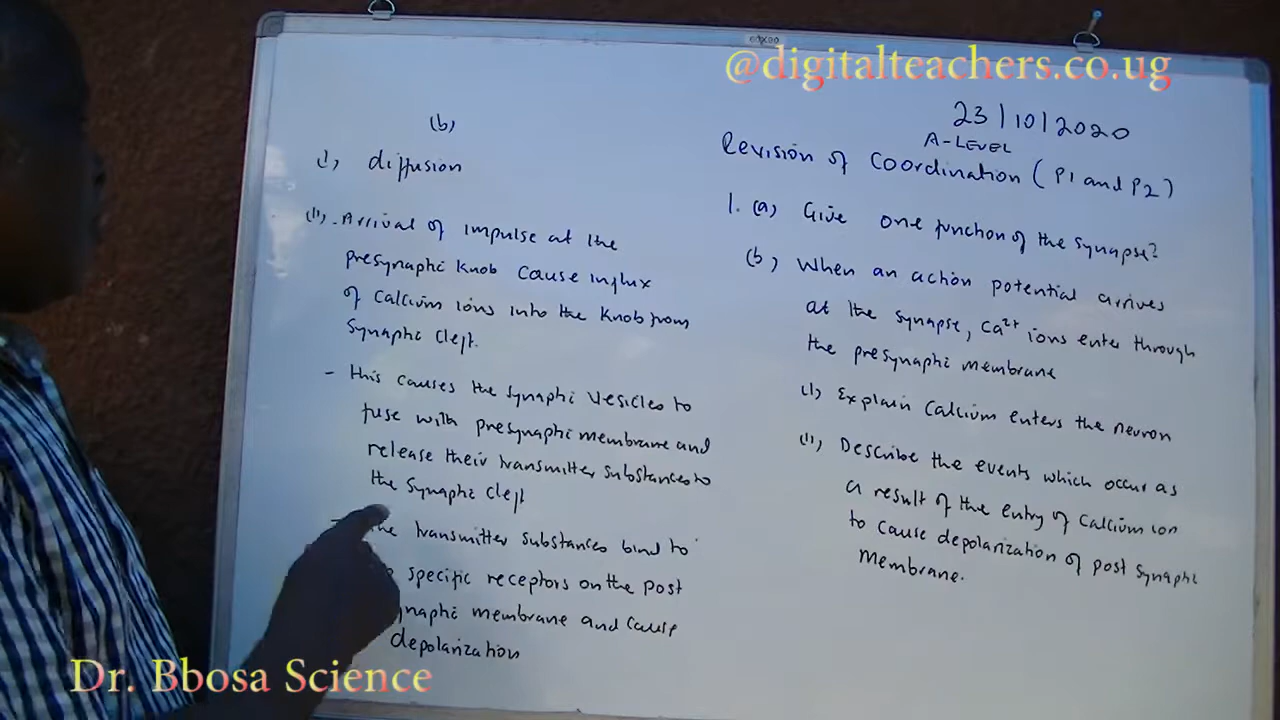 @digitalteachers.co.ug
23/10/2020
A-LEVEL
Revision of Coordination (P1 and P2)
1. (a) Give one function of the synapse?
(b) When an action potential arrives
at the synapse, Ca2+ ions enter through
the presynaptic membrane
(i) Explain Calcium enters the neuron
(ii) Describe the events which occur as
a result of the entry of Calcium ion
to cause depolarization of post synaptic
membrane.
(b)
i) diffusion
(ii) - Arrival of impulse at the
presynaptic knob cause influx
of Calcium ions into the knob from
synaptic cleft.
- this causes the synaptic vesicles to
fuse with presynaptic membrane and
release their transmitter substances to
the synaptic cleft
transmitter substances bind to
specific receptors on the post
membrane and cause
depolarization
Dr. Bbosa Science